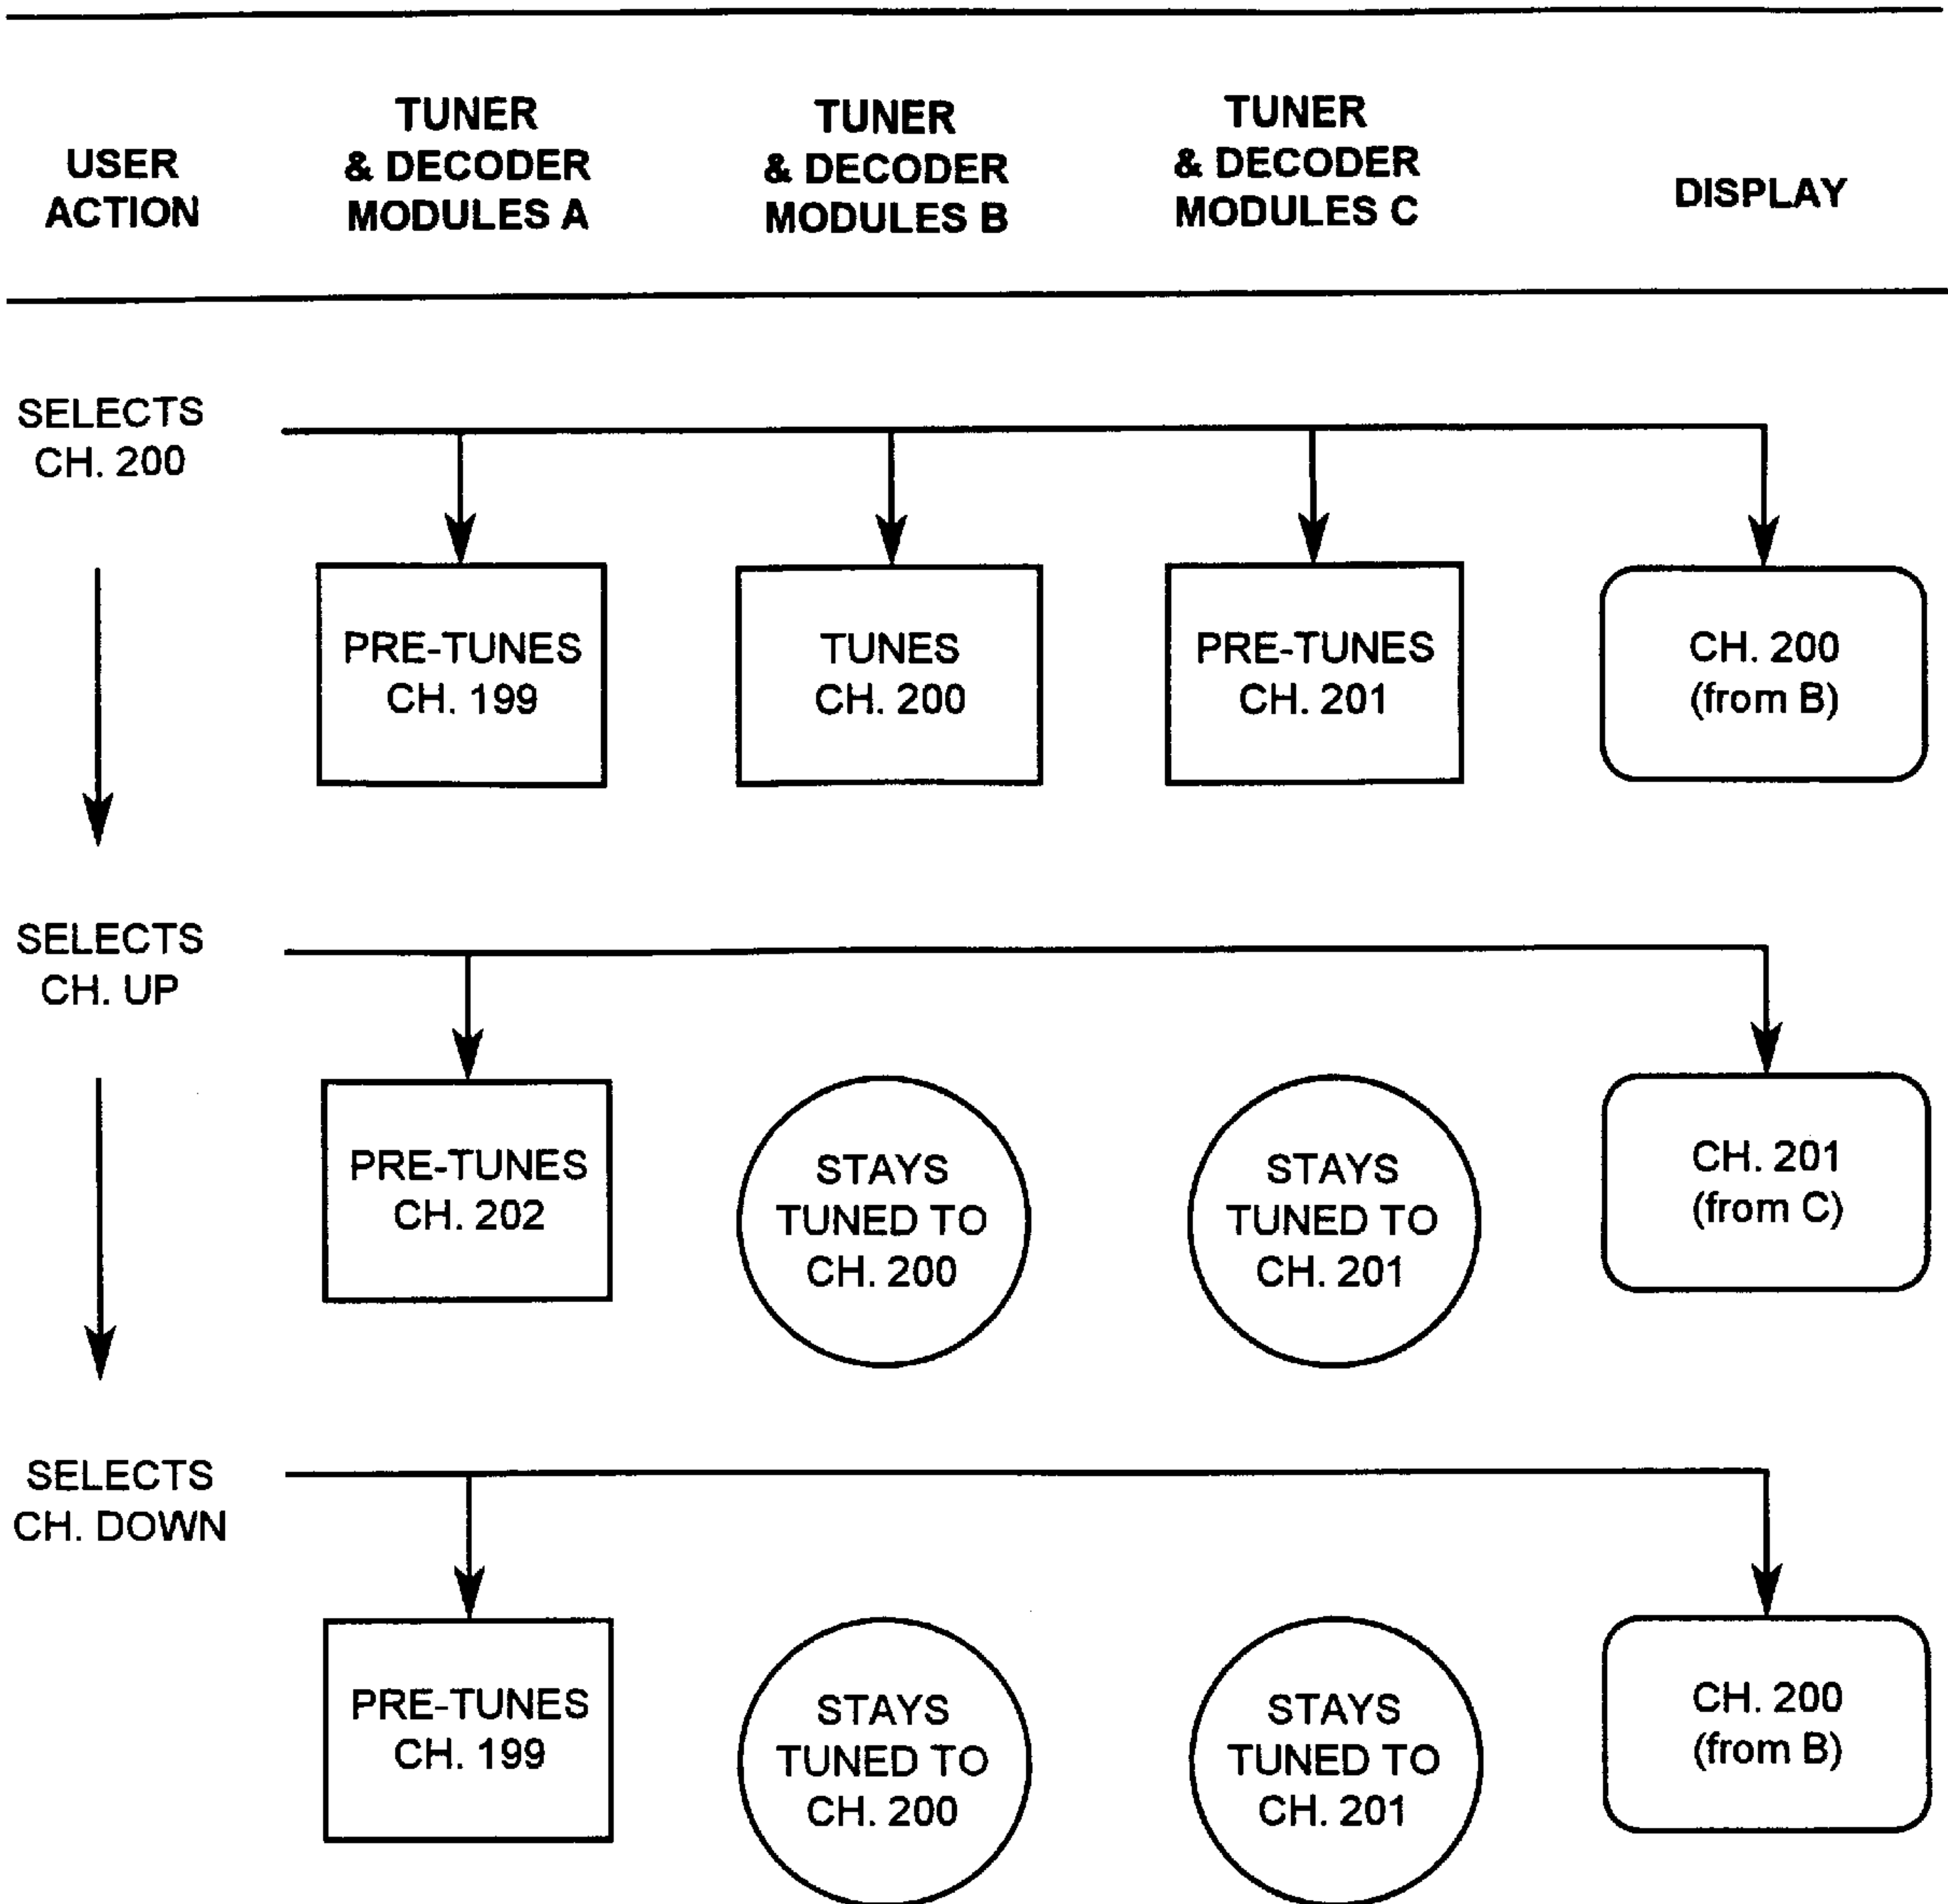 USER
ACTION
TUNER
& DECODER
MODULES A
TUNER
& DECODER
MODULES B
TUNER
& DECODER
MODULES C
DISPLAY
SELECTS
CH. 200
PRE-TUNES
CH. 199
TUNES
CH. 200
PRE-TUNES
CH. 201
CH. 200
(from B)
SELECTS
CH. UP
PRE-TUNES
CH. 202
STAYS
TUNED TO
CH. 200
STAYS
TUNED TO
CH. 201
CH. 201
(from C)
SELECTS
CH. DOWN
PRE-TUNES
CH. 199
STAYS
TUNED TO
CH. 200
STAYS
TUNED TO
CH. 201
CH. 200
(from B)